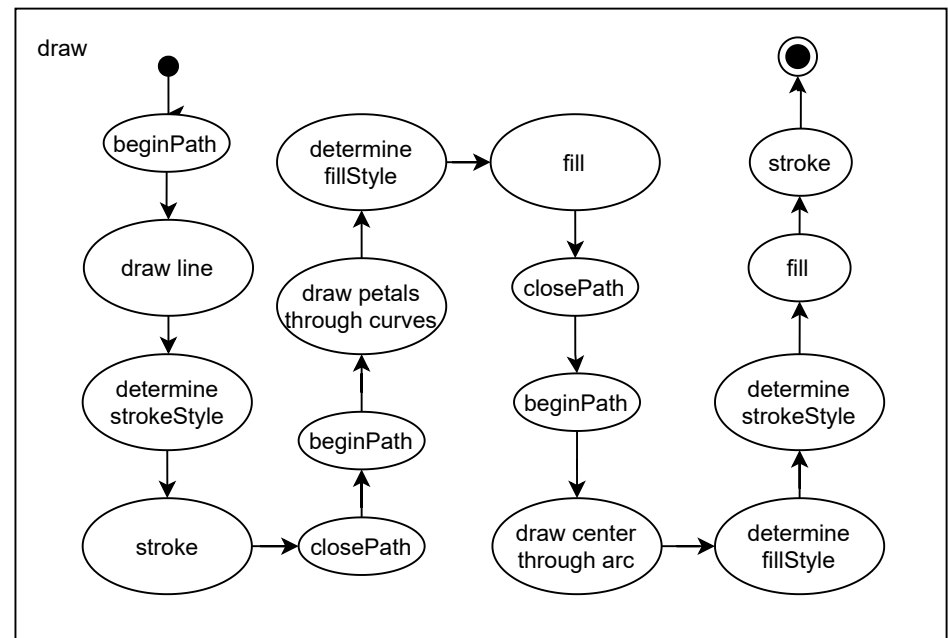 draw
beginPath
draw line
determine
strokeStyle
stroke
closePath
beginPath
draw petals
through curves
determine
fillStyle
fill
closePath
beginPath
draw center
through arc
determine
fillStyle
determine
strokeStyle
fill
stroke